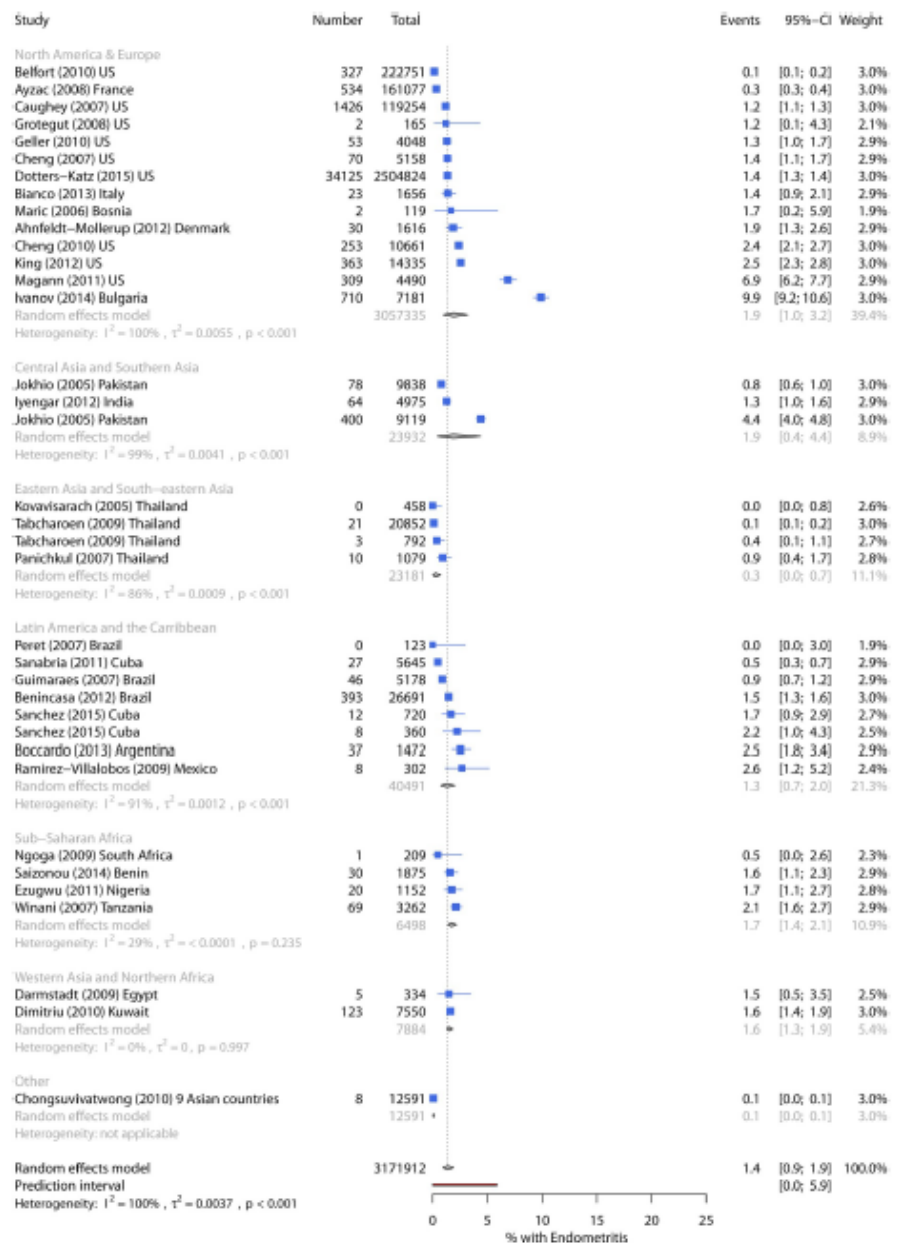 Study Number Total Events 95%-CI Weight
North America & Europe
Belfort (2010) US 327 222751 0.1 [0.1; 0.2] 3.0%
Ayzac (2008) France 534 161077 0.3 [0.3; 0.4] 3.0%
Caughey (2007) US 1426 119254 1.2 [1.1; 1.3] 3.0%
Grotegut (2008) US 2 165 1.2 [0.1; 4.3] 2.1%
Geller (2010) US 53 4048 1.3 [1.0; 1.7] 2.9%
Cheng (2007) US 70 5158 1.4 [1.1; 1.7] 2.9%
Dotters-Katz (2015) US 34125 2504824 1.4 [1.3; 1.4] 3.0%
Bianco (2013) Italy 23 1656 1.4 [0.9; 2.1] 2.9%
Maric (2006) Bosnia 2 119 1.7 [0.2; 5.9] 1.9%
Ahnfeldt-Mollerup (2012) Denmark 30 1616 1.9 [1.3; 2.6] 2.9%
Cheng (2010) US 253 10661 2.4 [2.1; 2.7] 3.0%
King (2012) US 363 14335 2.5 [2.3; 2.8] 3.0%
Magann (2011) US 309 4490 6.9 [6.2; 7.7] 2.9%
Ivanov (2014) Bulgaria 710 7181 9.9 [9.2; 10.6] 3.0%
Random effects model 3057335 1.9 [1.0; 3.2] 39.4%
Heterogeneity: I² = 100% , τ² = 0.0055 , p < 0.001
Central Asia and Southern Asia
Jokhio (2005) Pakistan 78 9838 0.8 [0.6; 1.0] 3.0%
Iyengar (2012) India 64 4975 1.3 [1.0; 1.6] 2.9%
Jokhio (2005) Pakistan 400 9119 4.4 [4.0; 4.8] 3.0%
Random effects model 23932 1.9 [0.4; 4.4] 8.9%
Heterogeneity: I² = 99% , τ² = 0.0041 , p < 0.001
Eastern Asia and South-eastern Asia
Kovavisarach (2005) Thailand 0 458 0.0 [0.0; 0.8] 2.6%
Tabcharoen (2009) Thailand 21 20852 0.1 [0.1; 0.2] 3.0%
Tabcharoen (2009) Thailand 3 792 0.4 [0.1; 1.1] 2.7%
Panichkul (2007) Thailand 10 1079 0.9 [0.4; 1.7] 2.8%
Random effects model 23181 0.3 [0.0; 0.7] 11.1%
Heterogeneity: I² = 86% , τ² = 0.0009 , p < 0.001
Latin America and the Carribbean
Peret (2007) Brazil 0 123 0.0 [0.0; 3.0] 1.9%
Sanabria (2011) Cuba 27 5645 0.5 [0.3; 0.7] 2.9%
Guimaraes (2007) Brazil 46 5178 0.9 [0.7; 1.2] 2.9%
Benincasa (2012) Brazil 393 26691 1.5 [1.3; 1.6] 3.0%
Sanchez (2015) Cuba 12 720 1.7 [0.9; 2.9] 2.7%
Sanchez (2015) Cuba 8 360 2.2 [1.0; 4.3] 2.5%
Boccardo (2013) Argentina 37 1472 2.5 [1.8; 3.4] 2.9%
Ramirez-Villalobos (2009) Mexico 8 302 2.6 [1.2; 5.2] 2.4%
Random effects model 40491 1.3 [0.7; 2.0] 21.3%
Heterogeneity: I² = 91% , τ² = 0.0012 , p < 0.001
Sub-Saharan Africa
Ngoga (2009) South Africa 1 209 0.5 [0.0; 2.6] 2.3%
Saizonou (2014) Benin 30 1875 1.6 [1.1; 2.3] 2.9%
Ezugwu (2011) Nigeria 20 1152 1.7 [1.1; 2.7] 2.8%
Winani (2007) Tanzania 69 3262 2.1 [1.6; 2.7] 2.9%
Random effects model 6498 1.7 [1.4; 2.1] 10.9%
Heterogeneity: I² = 29% , τ² = < 0.0001 , p = 0.235
Western Asia and Northern Africa
Darmstadt (2009) Egypt 5 334 1.5 [0.5; 3.5] 2.5%
Dimitriu (2010) Kuwait 123 7550 1.6 [1.4; 1.9] 3.0%
Random effects model 7884 1.6 [1.3; 1.9] 5.4%
Heterogeneity: I² = 0% , τ² = 0 , p = 0.997
Other
Chongsuvivatwong (2010) 9 Asian countries 8 12591 0.1 [0.0; 0.1] 3.0%
Random effects model 12591 0.1 [0.0; 0.1] 3.0%
Heterogeneity: not applicable
Random effects model 3171912 1.4 [0.9; 1.9] 100.0%
Prediction interval [0.0; 5.9]
Heterogeneity: I² = 100% , τ² = 0.0037 , p < 0.001
0 5 10 15 20 25
% with Endometritis